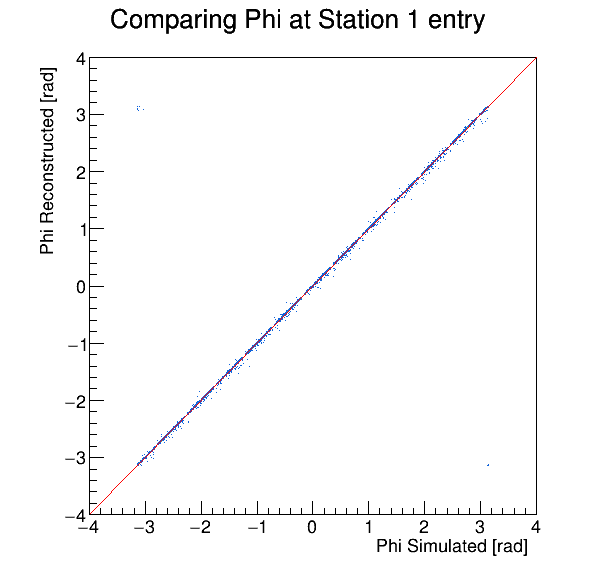 Comparing Phi at Station 1 entry
Phi Reconstructed [rad]
4
3
2
1
0
−1
−2
−3
−4
−4 −3 −2 −1 0 1 2 3 4
Phi Simulated [rad]